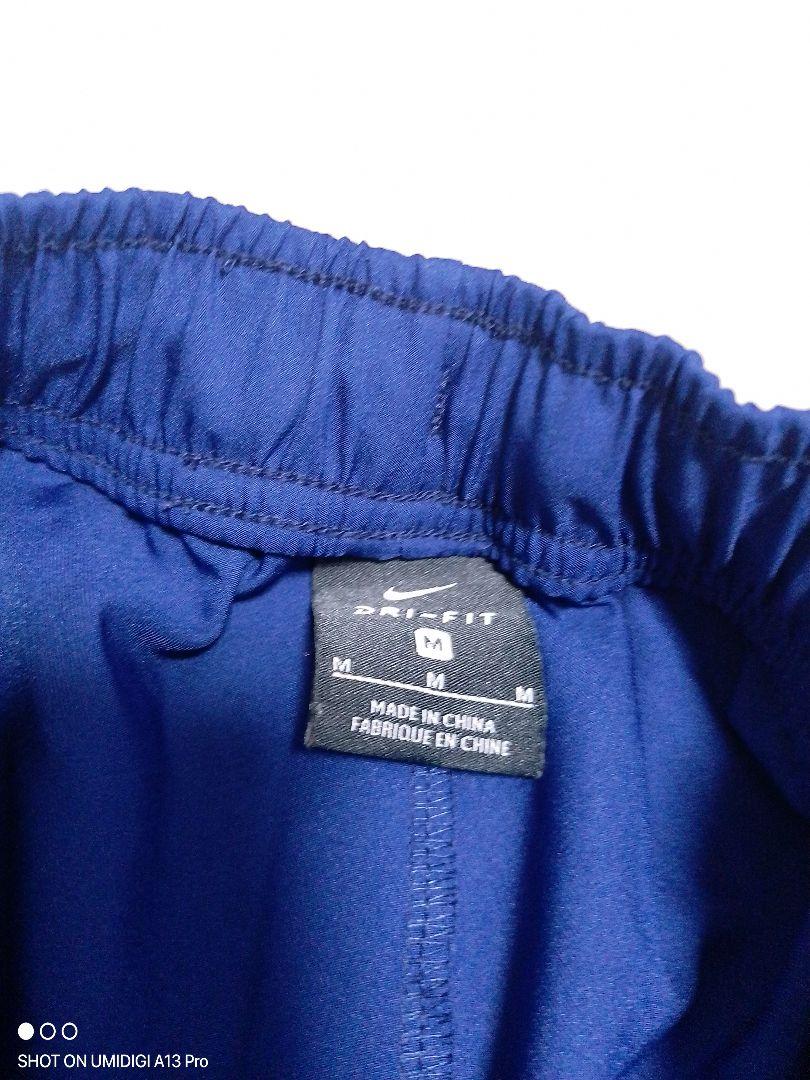 DRI-FIT
M
M
M
M
MADE IN CHINA
FABRIQUE EN CHINE
SHOT ON UMIDIGI A13 Pro